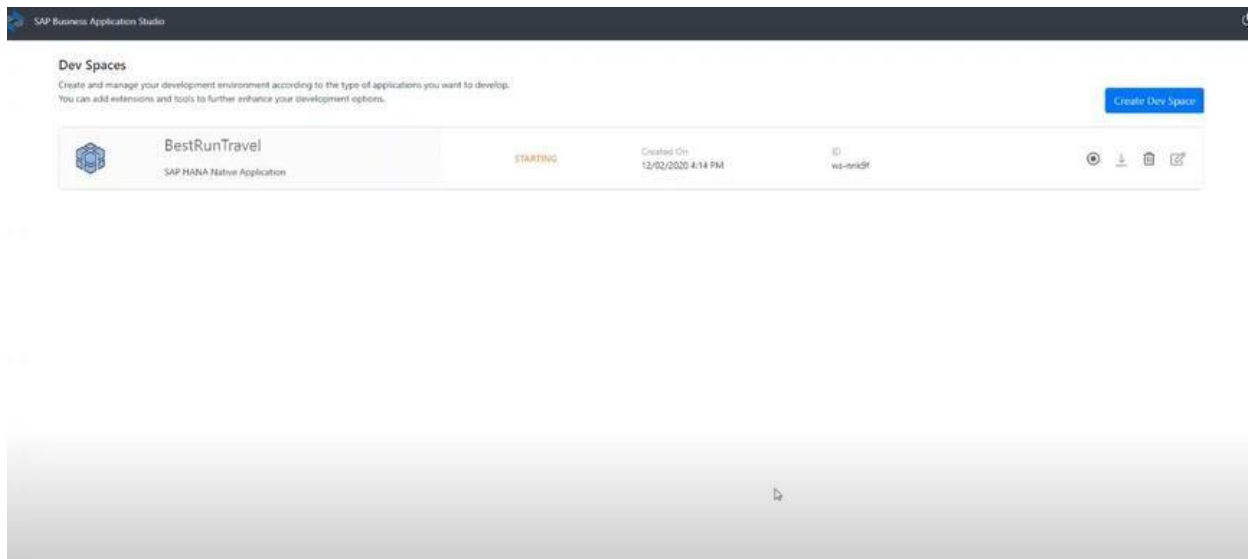 SAP Business Application Studio
Dev Spaces
Create and manage your development environment according to the type of applications you want to develop.
You can add extensions and tools to further enhance your development options.
Create Dev Space
BestRunTravel
SAP HANA Native Application
STARTING
Created On
12/02/2020 4:14 PM
ID